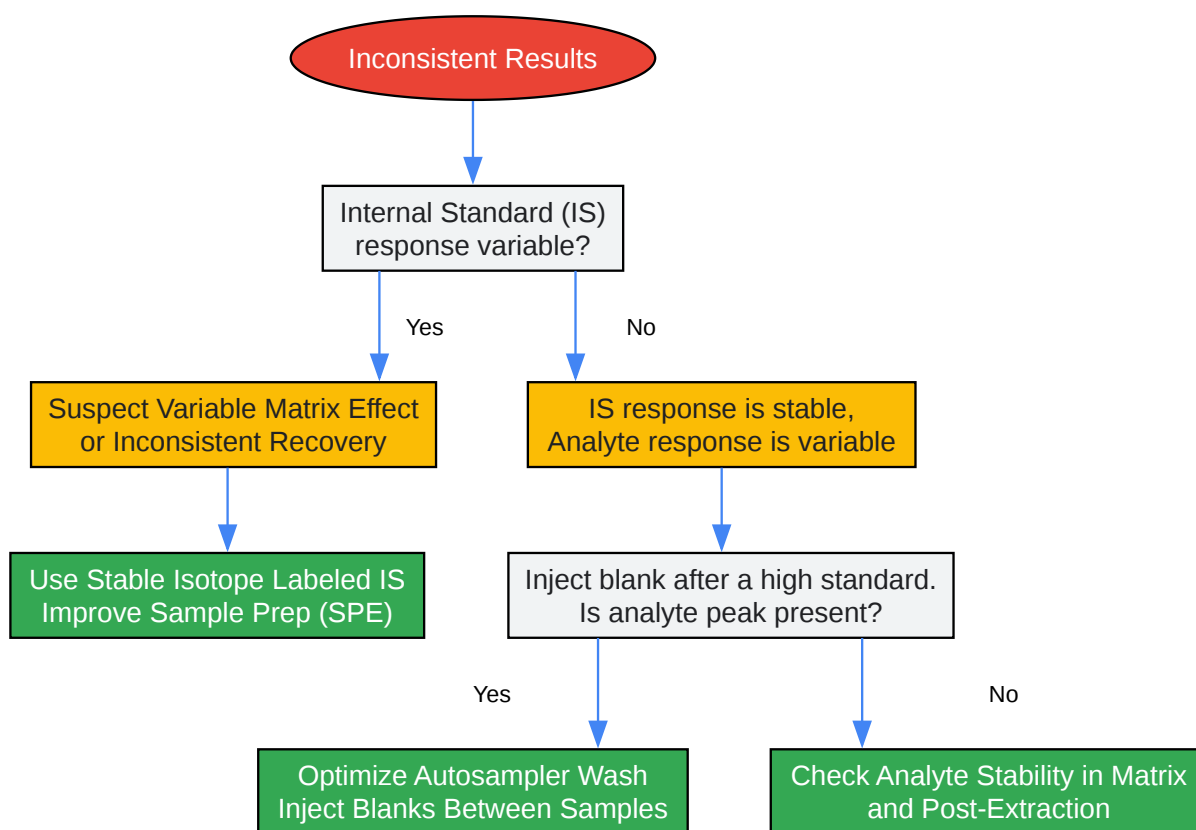 Inconsistent Results
Internal Standard (IS)
response variable?
Yes
No
Suspect Variable Matrix Effect
or Inconsistent Recovery
IS response is stable,
Analyte response is variable
Use Stable Isotope Labeled IS
Improve Sample Prep (SPE)
Inject blank after a high standard.
Is analyte peak present?
Yes
No
Optimize Autosampler Wash
Inject Blanks Between Samples
Check Analyte Stability in Matrix
and Post-Extraction